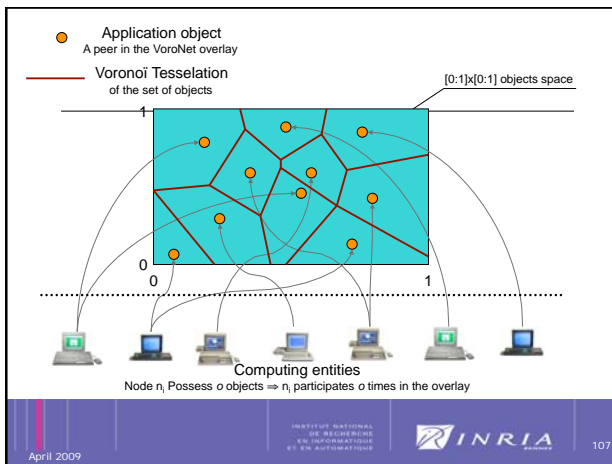 Application object
A peer in the VoroNet overlay
Voronoï Tesselation
of the set of objects
[0:1]x[0:1] objects space
1
0
0
1
Computing entities
Node ni Possess o objects ⇒ ni participates o times in the overlay
INSTITUT NATIONAL
DE RECHERCHE
EN INFORMATIQUE
ET EN AUTOMATIQUE
INRIA
RENNES
April 2009
107